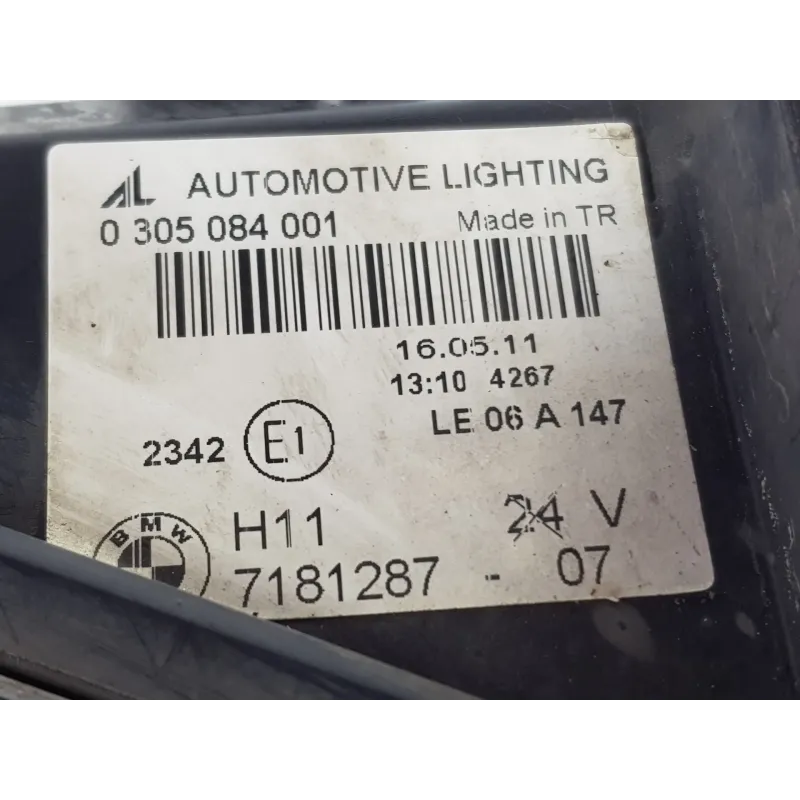 AL AUTOMOTIVE LIGHTING
0 305 084 001 Made in TR
16.05.11
13:10 4267
LE 06 A 147
2342 E1
BMW H11 24 V
7181287 - 07